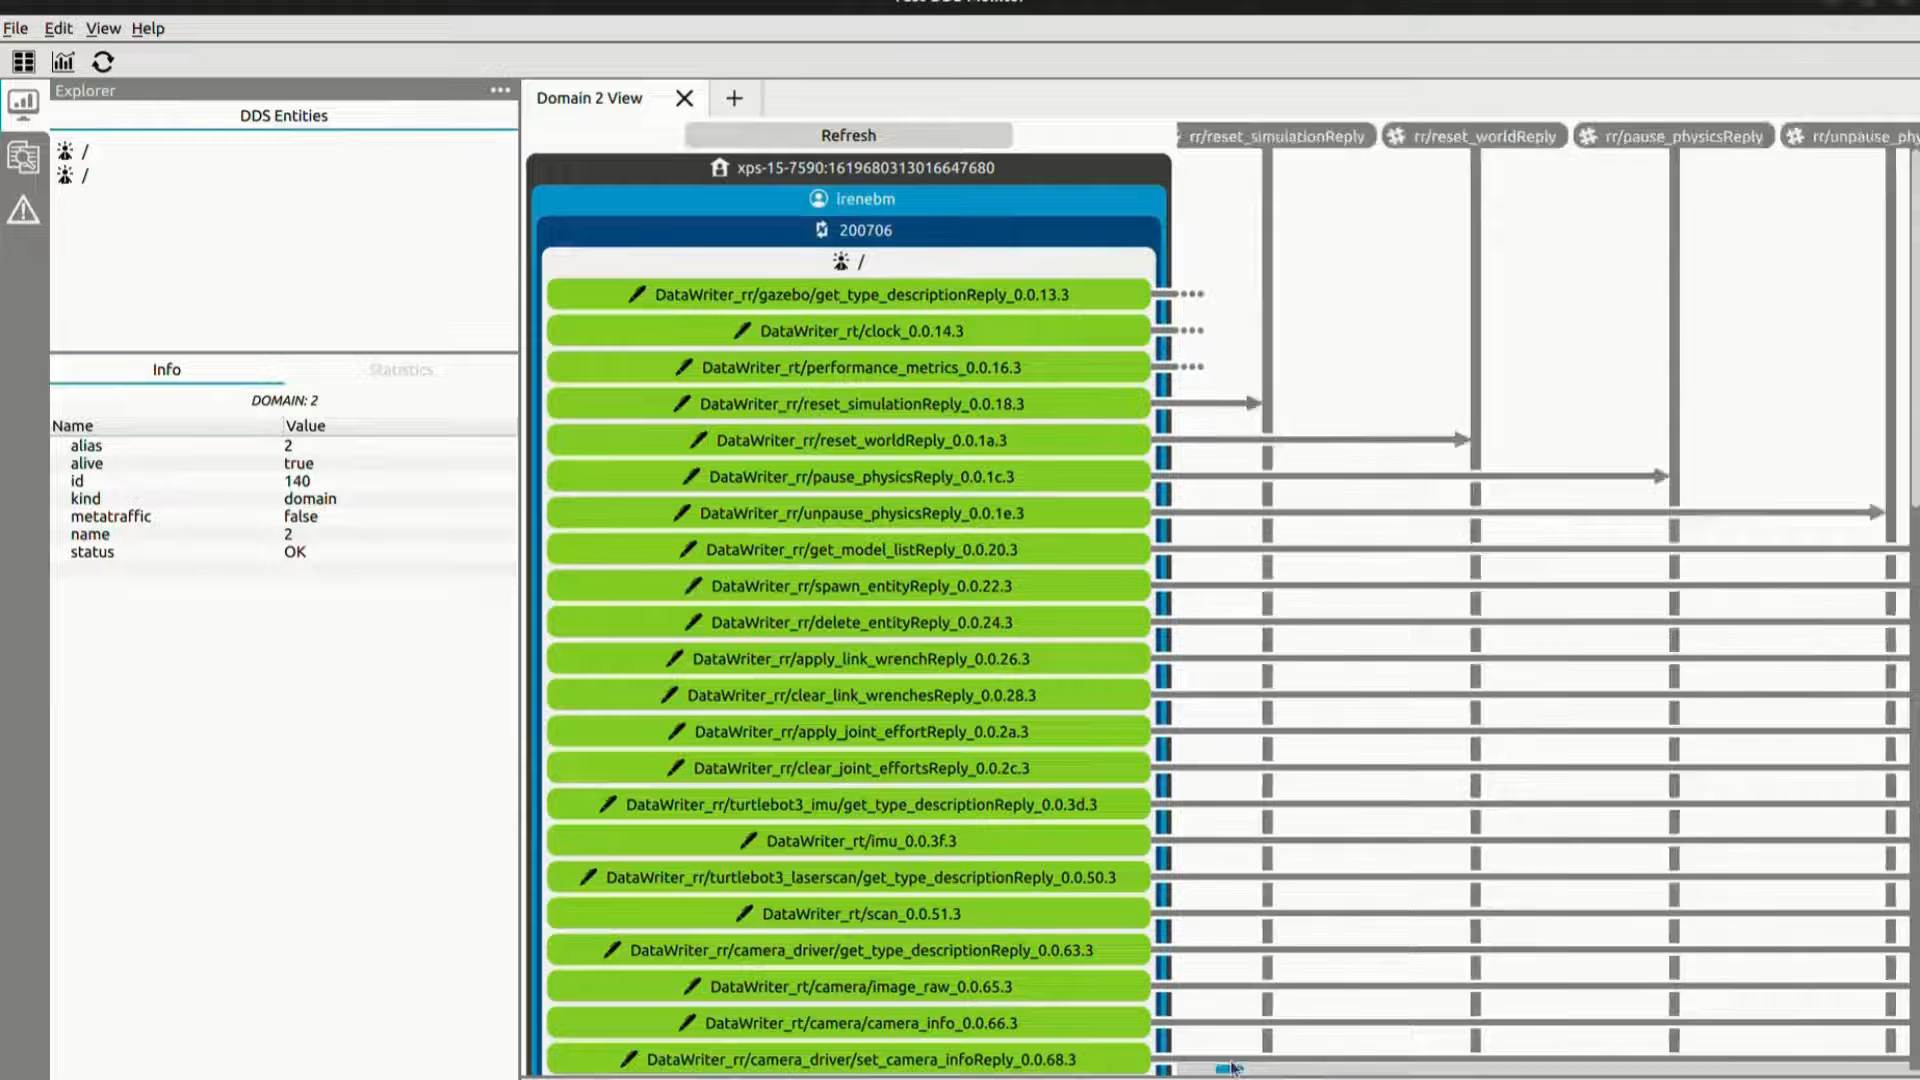 File Edit View Help
Explorer
DDS Entities
/
/
Info Statistics
DOMAIN: 2
Name Value
alias 2
alive true
id 140
kind domain
metatraffic false
name 2
status OK
Domain 2 View
Refresh
rr/reset_simulationReply rr/reset_worldReply rr/pause_physicsReply rr/unpause_phy
xps-15-7590:1619680313016647680
irenebm
200706
/
DataWriter_rr/gazebo/get_type_descriptionReply_0.0.13.3
DataWriter_rt/clock_0.0.14.3
DataWriter_rt/performance_metrics_0.0.16.3
DataWriter_rr/reset_simulationReply_0.0.18.3
DataWriter_rr/reset_worldReply_0.0.1a.3
DataWriter_rr/pause_physicsReply_0.0.1c.3
DataWriter_rr/unpause_physicsReply_0.0.1e.3
DataWriter_rr/get_model_listReply_0.0.20.3
DataWriter_rr/spawn_entityReply_0.0.22.3
DataWriter_rr/delete_entityReply_0.0.24.3
DataWriter_rr/apply_link_wrenchReply_0.0.26.3
DataWriter_rr/clear_link_wrenchesReply_0.0.28.3
DataWriter_rr/apply_joint_effortReply_0.0.2a.3
DataWriter_rr/clear_joint_effortsReply_0.0.2c.3
DataWriter_rr/turtlebot3_imu/get_type_descriptionReply_0.0.3d.3
DataWriter_rt/imu_0.0.3f.3
DataWriter_rr/turtlebot3_laserscan/get_type_descriptionReply_0.0.50.3
DataWriter_rt/scan_0.0.51.3
DataWriter_rr/camera_driver/get_type_descriptionReply_0.0.63.3
DataWriter_rt/camera/image_raw_0.0.65.3
DataWriter_rt/camera/camera_info_0.0.66.3
DataWriter_rr/camera_driver/set_camera_infoReply_0.0.68.3